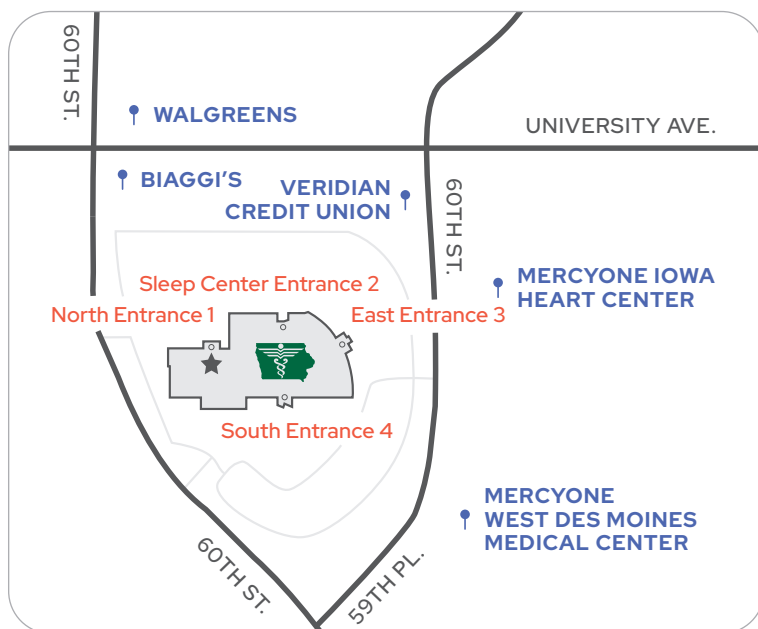 60TH ST.
WALGREENS
UNIVERSITY AVE.
BIAGGI'S
VERIDIAN
CREDIT UNION
60TH ST.
MERCYONE IOWA
HEART CENTER
Sleep Center Entrance 2
North Entrance 1
East Entrance 3
South Entrance 4
MERCYONE
WEST DES MOINES
MEDICAL CENTER
60TH ST.
59TH PL.